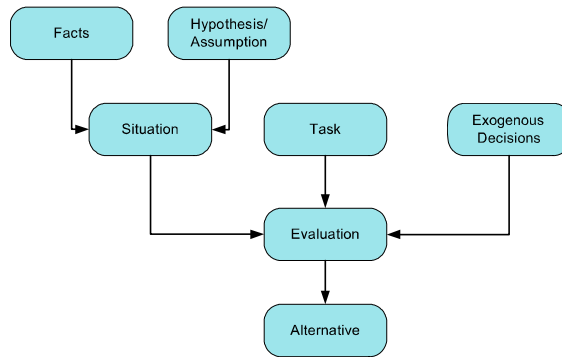 Facts
Hypothesis/
Assumption
Situation
Task
Exogenous
Decisions
Evaluation
Alternative